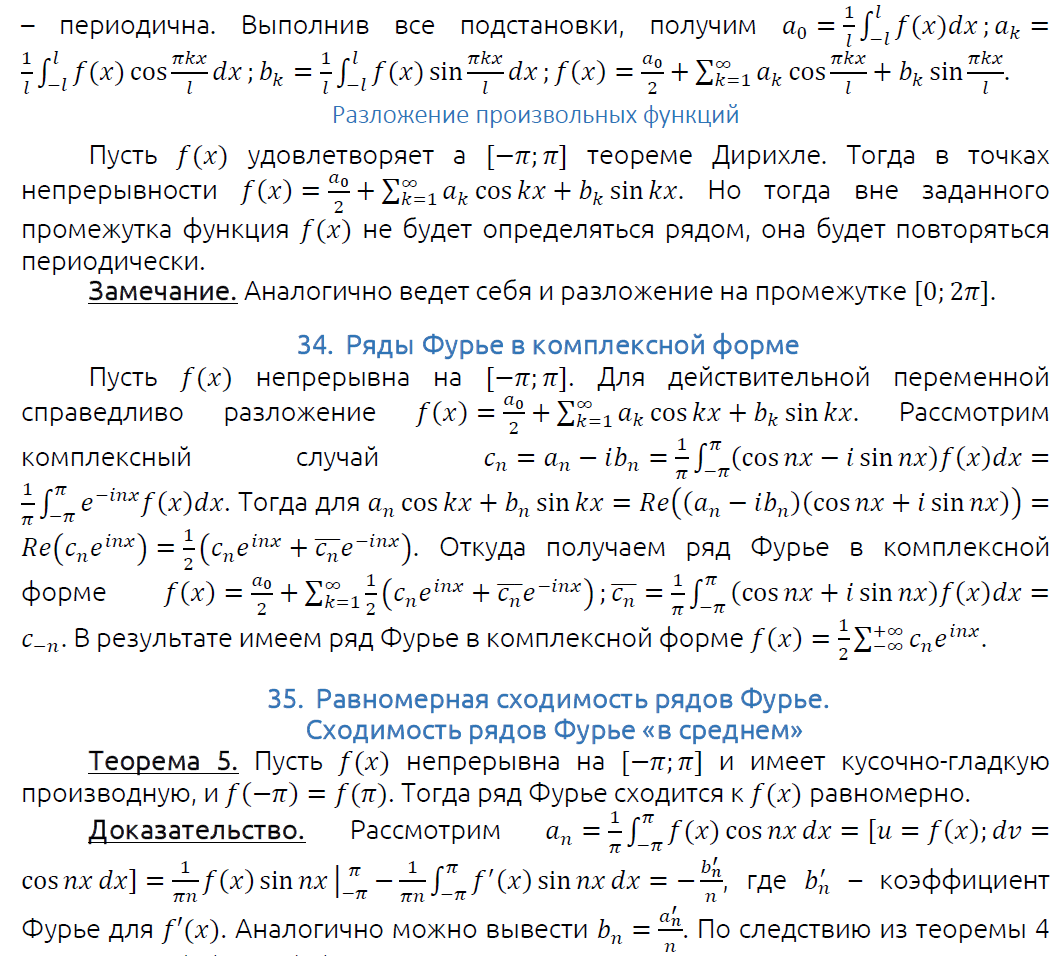 – периодична. Выполнив все подстановки, получим $a_0 = \frac{1}{l}\int_{-l}^{l} f(x)dx\,; a_k =$
$\frac{1}{l}\int_{-l}^{l} f(x)\cos\frac{\pi kx}{l}\,dx\,; b_k = \frac{1}{l}\int_{-l}^{l} f(x)\sin\frac{\pi kx}{l}\,dx\,; f(x) = \frac{a_0}{2} + \sum_{k=1}^{\infty} a_k\cos\frac{\pi kx}{l} + b_k\sin\frac{\pi kx}{l}.$
Разложение произвольных функций
Пусть $f(x)$ удовлетворяет а $[-\pi;\pi]$ теореме Дирихле. Тогда в точках
непрерывности $f(x) = \frac{a_0}{2} + \sum_{k=1}^{\infty} a_k\cos kx + b_k\sin kx.$ Но тогда вне заданного
промежутка функция $f(x)$ не будет определяться рядом, она будет повторяться
периодически.
Замечание. Аналогично ведет себя и разложение на промежутке $[0;2\pi]$.
34. Ряды Фурье в комплексной форме
Пусть $f(x)$ непрерывна на $[-\pi;\pi]$. Для действительной переменной
справедливо разложение $f(x) = \frac{a_0}{2} + \sum_{k=1}^{\infty} a_k\cos kx + b_k\sin kx.$ Рассмотрим
комплексный случай $c_n = a_n - ib_n = \frac{1}{\pi}\int_{-\pi}^{\pi}(\cos nx - i\sin nx)f(x)dx =$
$\frac{1}{\pi}\int_{-\pi}^{\pi} e^{-inx}f(x)dx$. Тогда для $a_n\cos kx + b_n\sin kx = Re\big((a_n - ib_n)(\cos nx + i\sin nx)\big) =$
$Re(c_n e^{inx}) = \frac{1}{2}(c_n e^{inx} + \overline{c_n}e^{-inx})$. Откуда получаем ряд Фурье в комплексной
форме $f(x) = \frac{a_0}{2} + \sum_{k=1}^{\infty}\frac{1}{2}(c_n e^{inx} + \overline{c_n}e^{-inx})\,; \overline{c_n} = \frac{1}{\pi}\int_{-\pi}^{\pi}(\cos nx + i\sin nx)f(x)dx =$
$c_{-n}$. В результате имеем ряд Фурье в комплексной форме $f(x) = \frac{1}{2}\sum_{-\infty}^{+\infty} c_n e^{inx}$.
35. Равномерная сходимость рядов Фурье.
Сходимость рядов Фурье «в среднем»
Теорема 5. Пусть $f(x)$ непрерывна на $[-\pi;\pi]$ и имеет кусочно-гладкую
производную, и $f(-\pi) = f(\pi)$. Тогда ряд Фурье сходится к $f(x)$ равномерно.
Доказательство. Рассмотрим $a_n = \frac{1}{\pi}\int_{-\pi}^{\pi} f(x)\cos nx\,dx = [u = f(x); dv =$
$\cos nx\,dx] = \frac{1}{\pi n}f(x)\sin nx\,\big|_{-\pi}^{\pi} - \frac{1}{\pi n}\int_{-\pi}^{\pi} f'(x)\sin nx\,dx = -\frac{b_n'}{n}$, где $b_n'$ – коэффициент
Фурье для $f'(x)$. Аналогично можно вывести $b_n = \frac{a_n'}{n}$. По следствию из теоремы 4